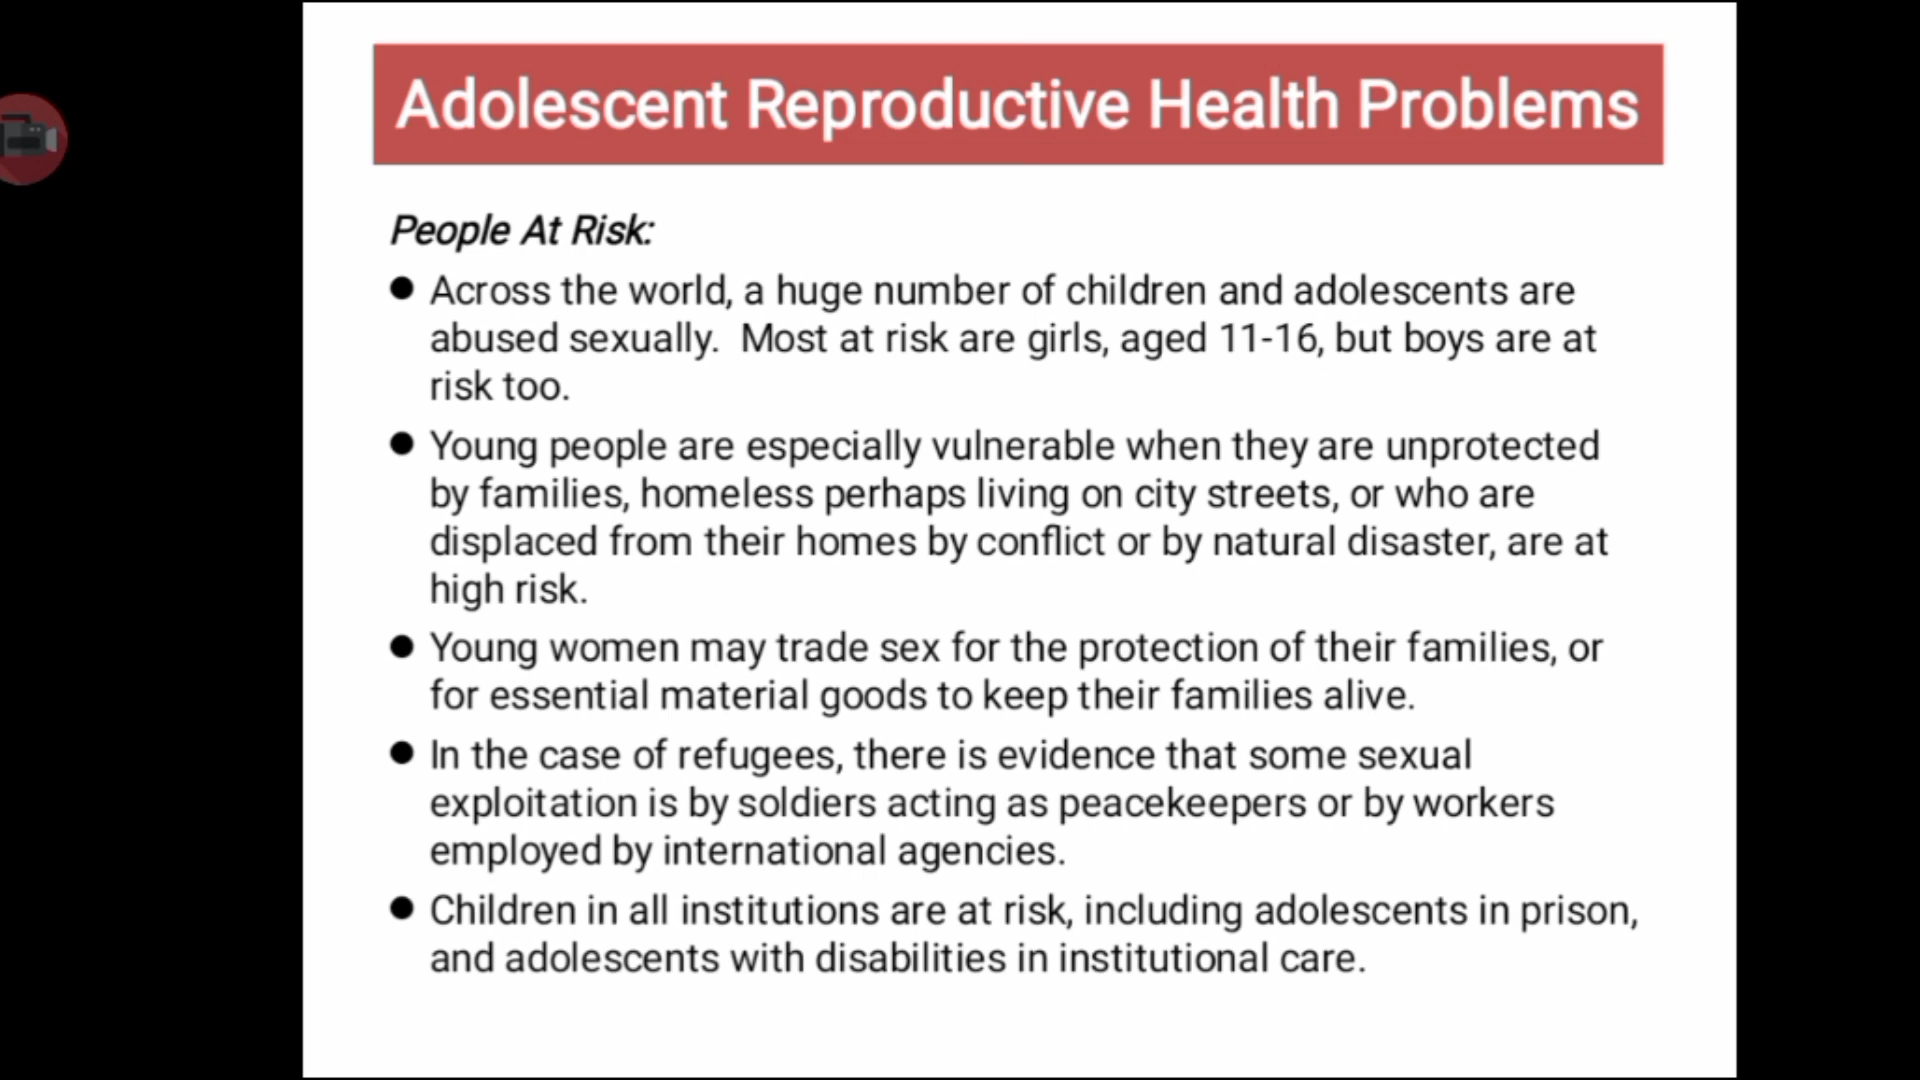 Adolescent Reproductive Health Problems
People At Risk:
● Across the world, a huge number of children and adolescents are
abused sexually.  Most at risk are girls, aged 11-16, but boys are at
risk too.
● Young people are especially vulnerable when they are unprotected
by families, homeless perhaps living on city streets, or who are
displaced from their homes by conflict or by natural disaster, are at
high risk.
● Young women may trade sex for the protection of their families, or
for essential material goods to keep their families alive.
● In the case of refugees, there is evidence that some sexual
exploitation is by soldiers acting as peacekeepers or by workers
employed by international agencies.
● Children in all institutions are at risk, including adolescents in prison,
and adolescents with disabilities in institutional care.